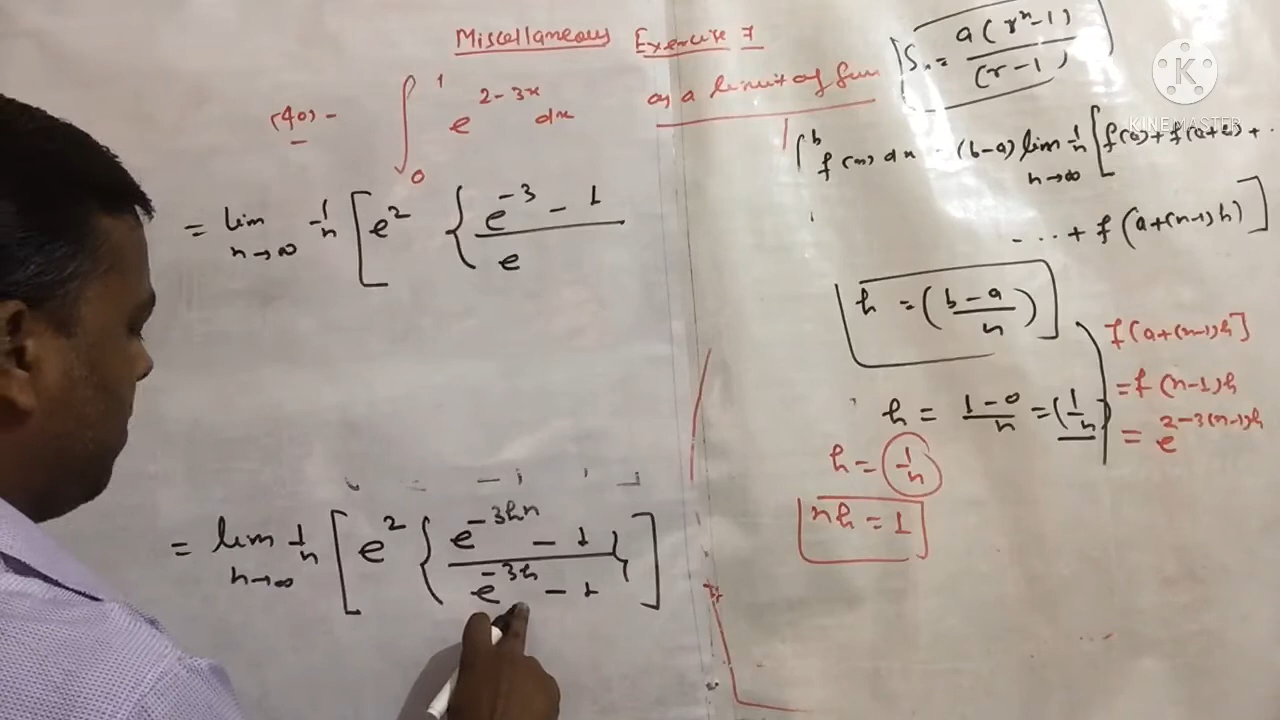 Miscellaneous Exercise 7
(40) - ∫₀¹ e^{2-3x} dx as a limit of Sum
= lim_{n→∞} 1/n [ e² { (e^{-3} - 1) / e
= lim_{n→∞} 1/n [ e² { (e^{-3hn} - 1) / (e^{-3h} - 1) } ]
Sₙ = a(rⁿ-1) / (r-1)
KINEMASTER
∫ᵇ f(x) dx = (b-a) lim_{n→∞} 1/n [ f(a) + f(a+h) + ..
... + f(a+(n-1)h) ]
h = (b-a / n)
h = 1-0 / n = (1/n)
h = 1/n
nh = 1
f(a+(n-1)h]
= f(n-1)h
= e^{2-3(n-1)h}